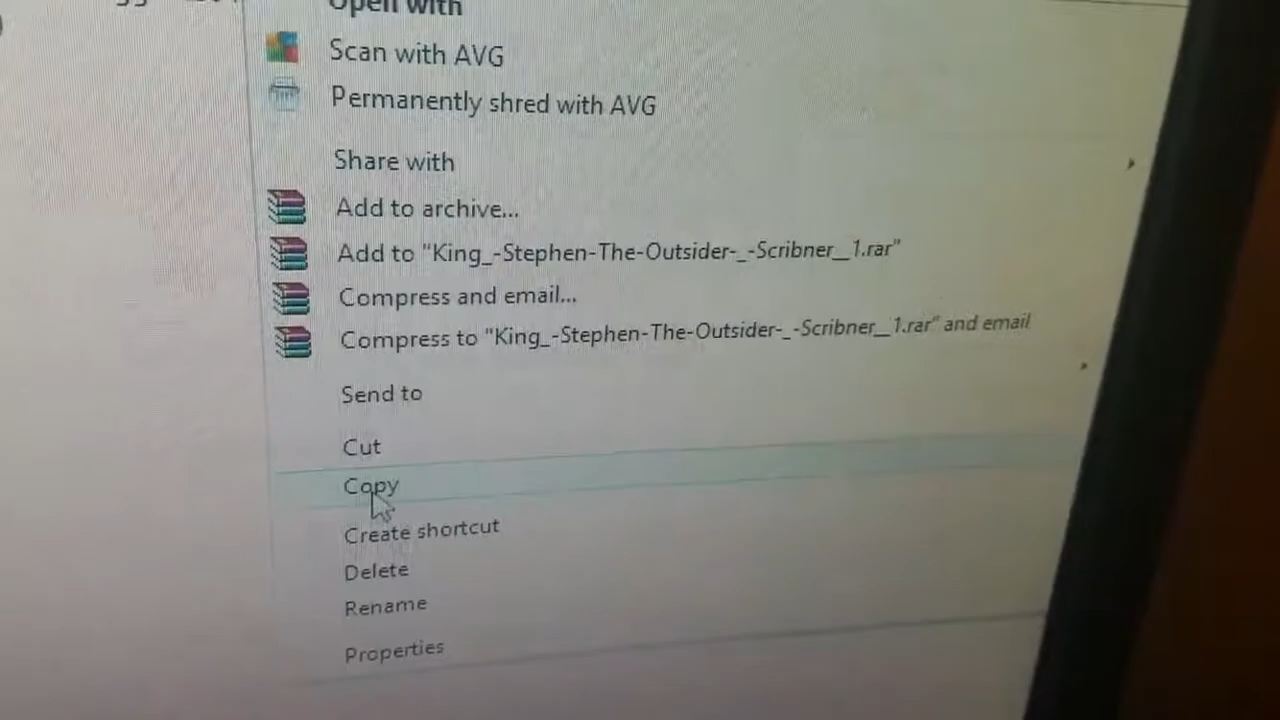 Open with
Scan with AVG
Permanently shred with AVG
Share with
Add to archive...
Add to "King_-Stephen-The-Outsider-_-Scribner__1.rar"
Compress and email...
Compress to "King_-Stephen-The-Outsider-_-Scribner__1.rar" and email
Send to
Cut
Copy
Create shortcut
Delete
Rename
Properties